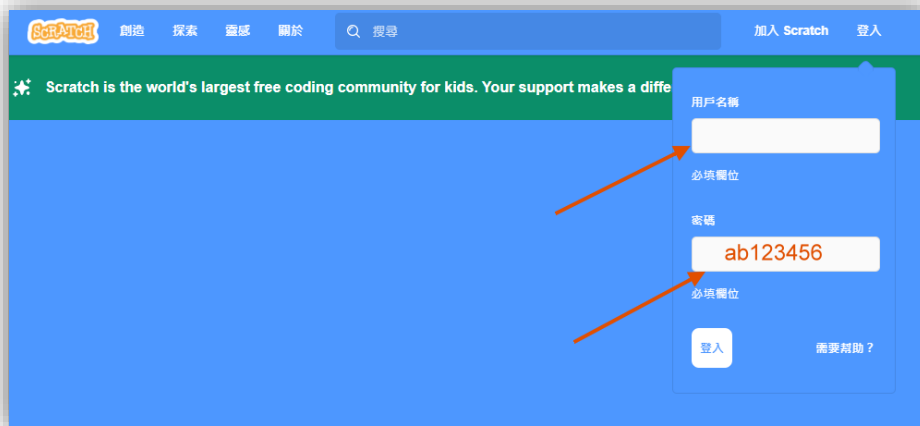 SCRATCH 創造 探索 靈感 關於 搜尋 加入 Scratch 登入
Scratch is the world's largest free coding community for kids. Your support makes a diffe
用戶名稱
必填欄位
密碼
ab123456
必填欄位
登入 需要幫助？